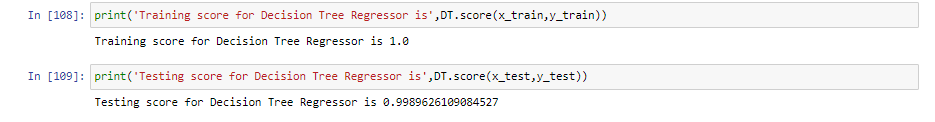 In [108]: print('Training score for Decision Tree Regressor is',DT.score(x_train,y_train))
Training score for Decision Tree Regressor is 1.0
In [109]: print('Testing score for Decision Tree Regressor is',DT.score(x_test,y_test))
Testing score for Decision Tree Regressor is 0.9989626109084527